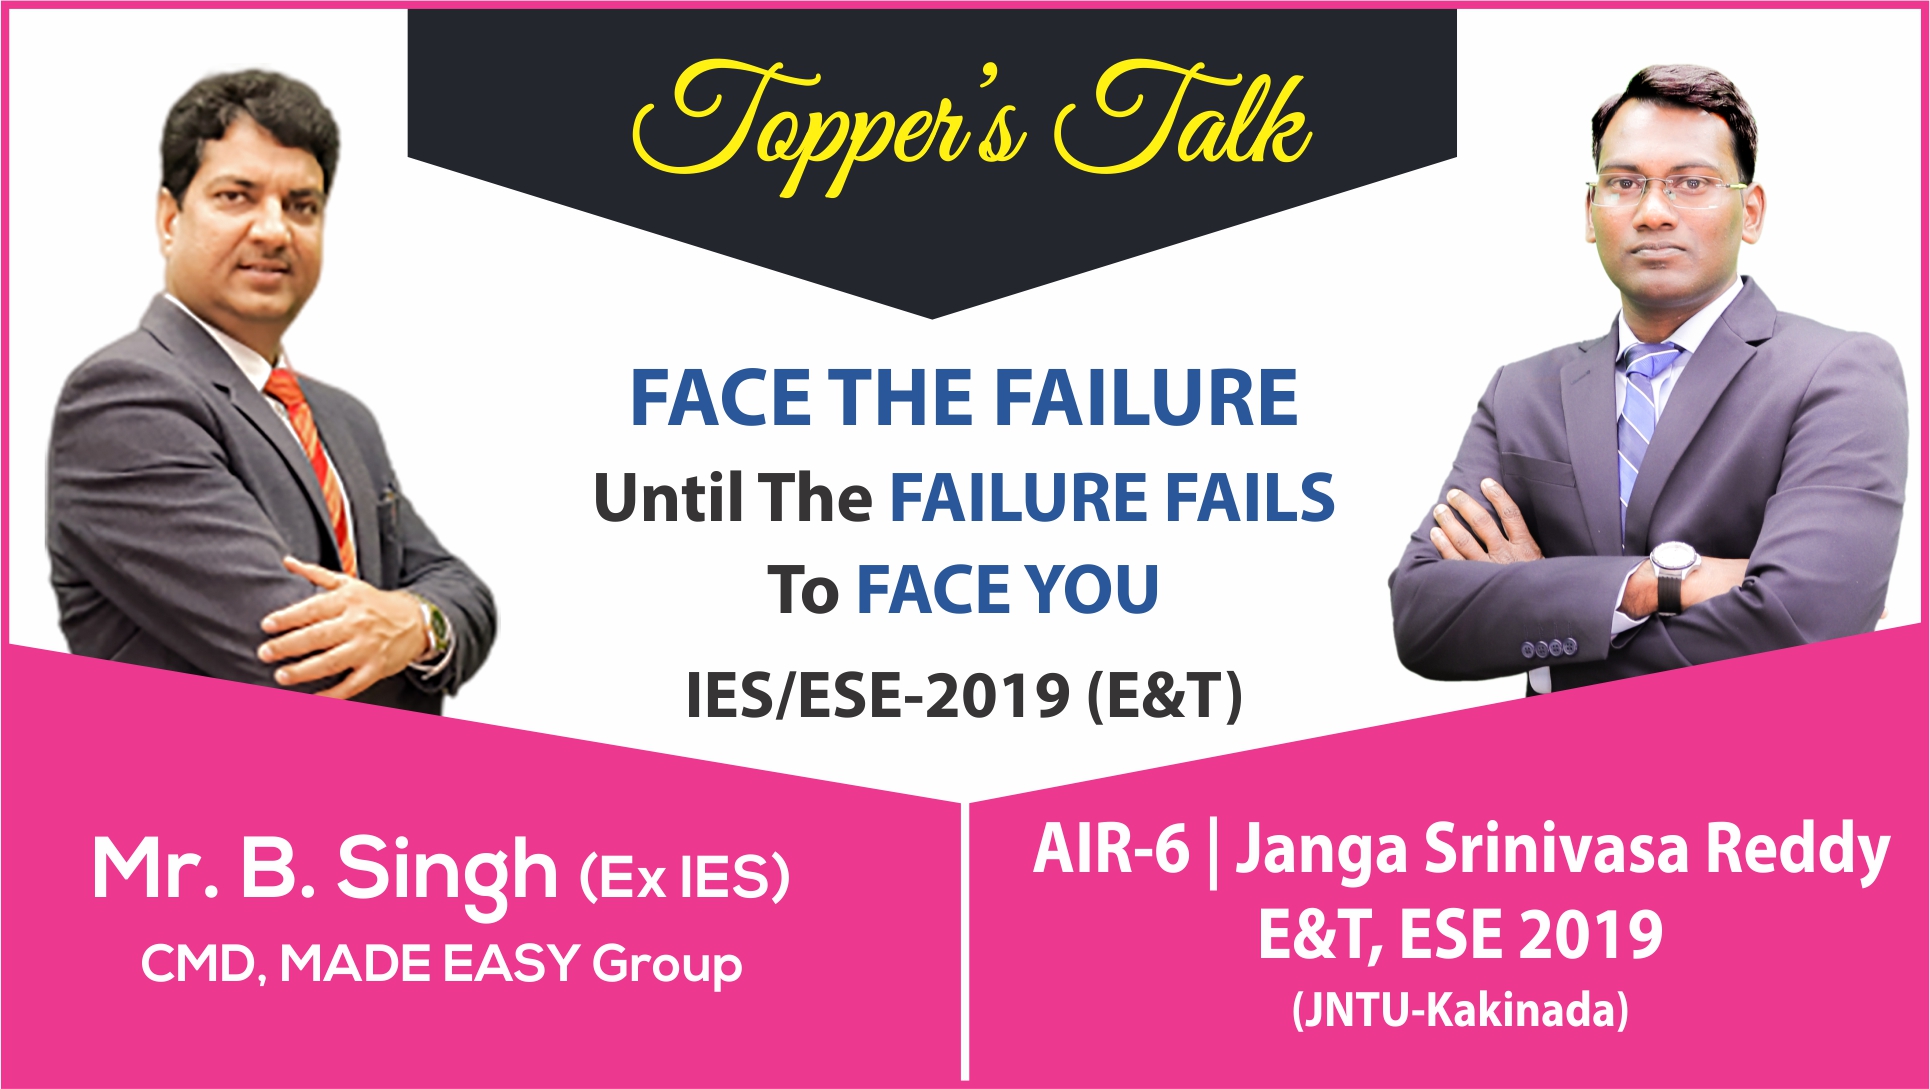 Topper's Talk
FACE THE FAILURE
Until The FAILURE FAILS
To FACE YOU
IES/ESE-2019 (E&T)
Mr. B. Singh (Ex IES)
CMD, MADE EASY Group
AIR-6 | Janga Srinivasa Reddy
E&T, ESE 2019
(JNTU-Kakinada)